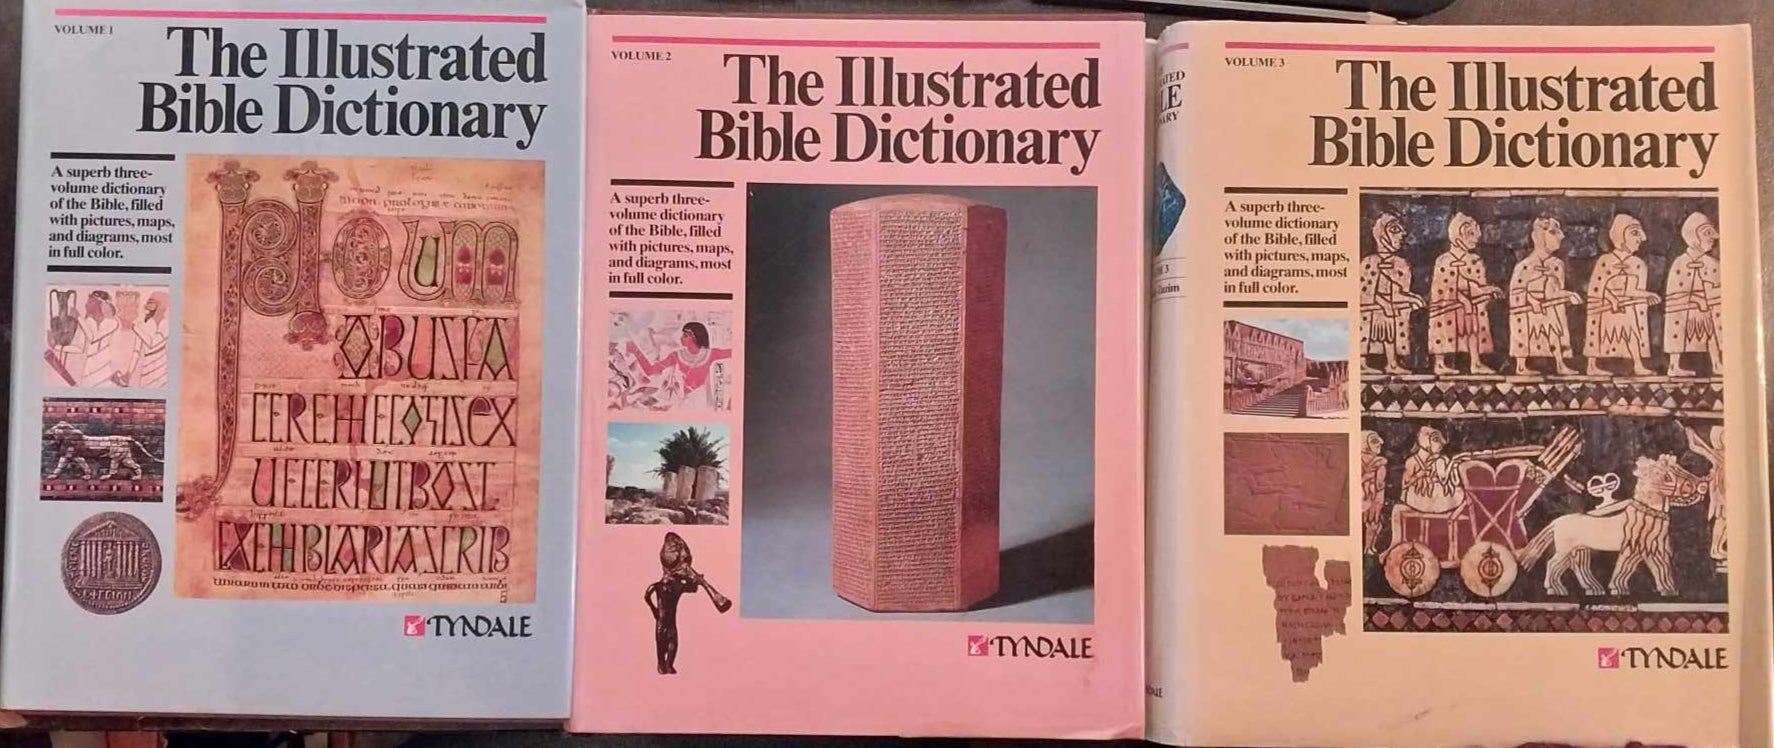 VOLUME 1
The Illustrated
Bible Dictionary
A superb three-
volume dictionary
of the Bible, filled
with pictures, maps,
and diagrams, most
in full color.
TYNDALE
VOLUME 2
The Illustrated
Bible Dictionary
A superb three-
volume dictionary
of the Bible, filled
with pictures, maps,
and diagrams, most
in full color.
TYNDALE
VOLUME 3
The Illustrated
Bible Dictionary
A superb three-
volume dictionary
of the Bible, filled
with pictures, maps,
and diagrams, most
in full color.
TYNDALE